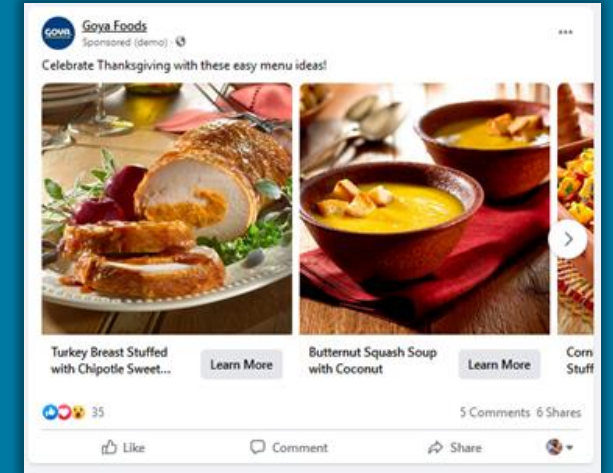 GOYA
Goya Foods
Sponsored (demo) ·
Celebrate Thanksgiving with these easy menu ideas!
Turkey Breast Stuffed
with Chipotle Sweet...
Learn More
Butternut Squash Soup
with Coconut
Learn More
Corn
Stuff
35
5 Comments 6 Shares
Like
Comment
Share